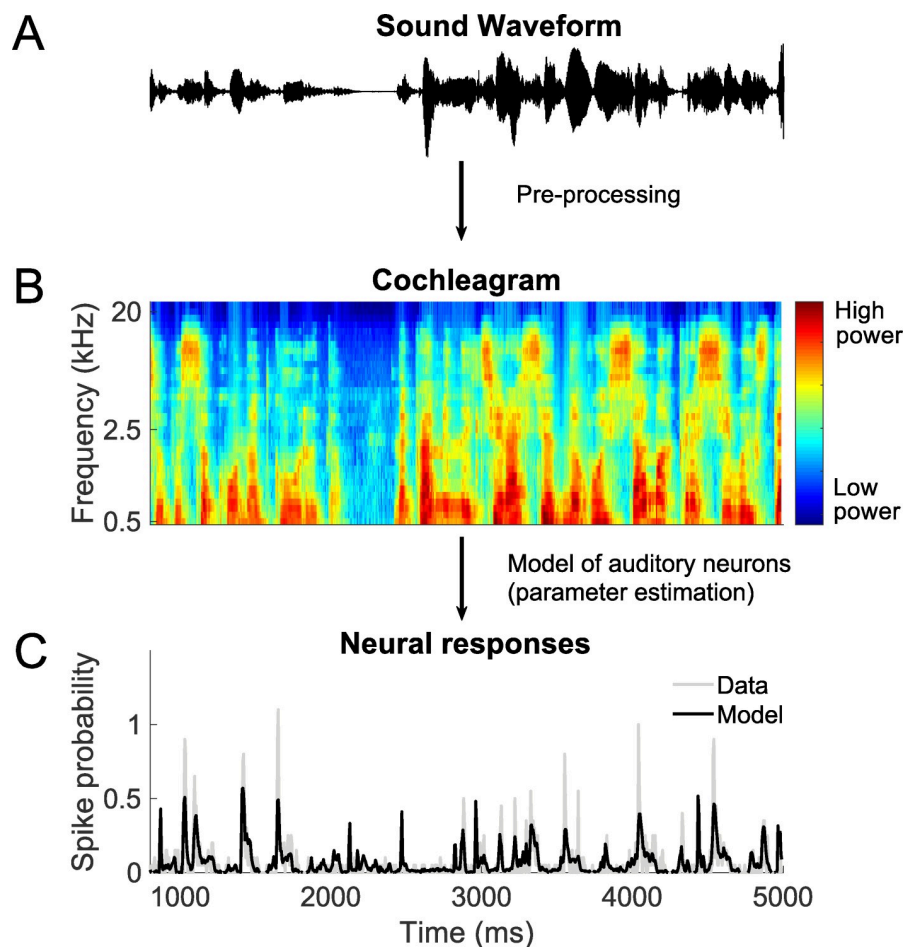 A
Sound Waveform
Pre-processing
B
Cochleagram
Frequency (kHz)
20
2.5
0.5
High
power
Low
power
Model of auditory neurons
(parameter estimation)
C
Neural responses
Spike probability
1
0.5
0
Data
Model
1000 2000 3000 4000 5000
Time (ms)